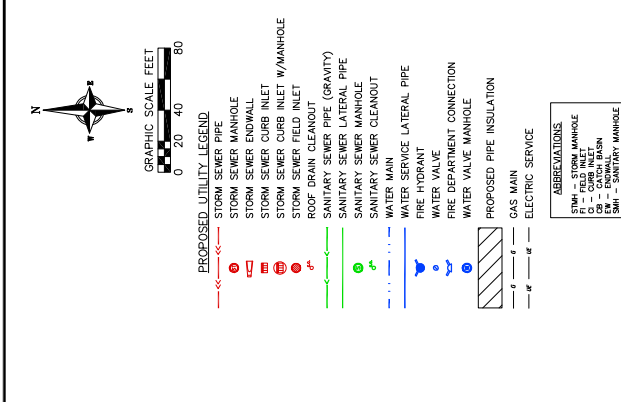 N
W
E
S
GRAPHIC SCALE FEET
0 20 40 80
PROPOSED UTILITY LEGEND
STORM SEWER PIPE
STORM SEWER MANHOLE
STORM SEWER ENDWALL
STORM SEWER CURB INLET
STORM SEWER CURB INLET W/MANHOLE
STORM SEWER FIELD INLET
ROOF DRAIN CLEANOUT
SANITARY SEWER PIPE (GRAVITY)
SANITARY SEWER LATERAL PIPE
SANITARY SEWER MANHOLE
SANITARY SEWER CLEANOUT
WATER MAIN
WATER SERVICE LATERAL PIPE
FIRE HYDRANT
WATER VALVE
FIRE DEPARTMENT CONNECTION
WATER VALVE MANHOLE
PROPOSED PIPE INSULATION
G G GAS MAIN
UE UE ELECTRIC SERVICE
ABBREVIATIONS
STMH - STORM MANHOLE
FI - FIELD INLET
CI - CURB INLET
CB - CATCH BASIN
EW - ENDWALL
SMH - SANITARY MANHOLE